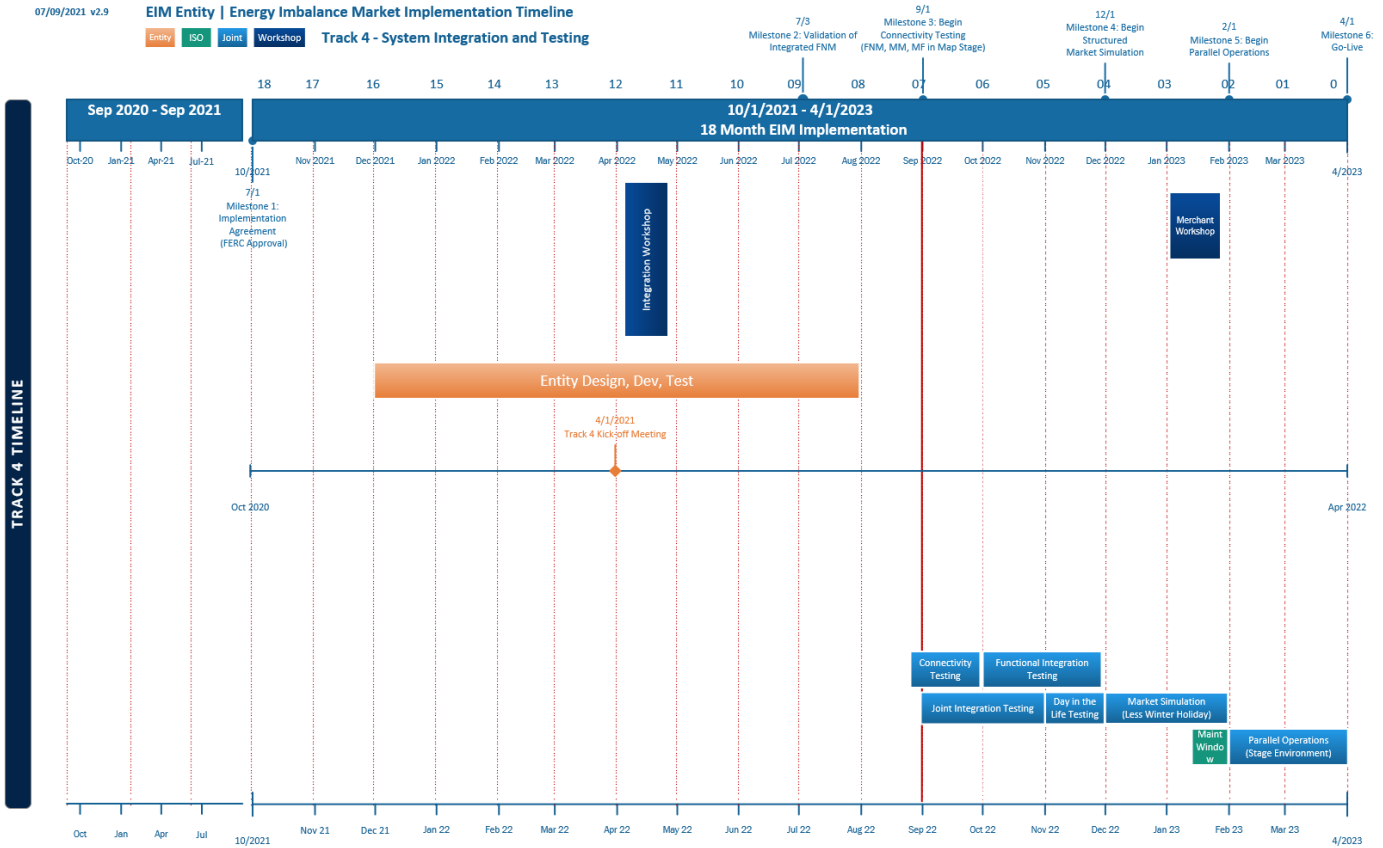 07/09/2021 v2.9
EIM Entity | Energy Imbalance Market Implementation Timeline
Entity
ISO
Joint
Workshop
Track 4 - System Integration and Testing
7/3
Milestone 2: Validation of
Integrated FNM
9/1
Milestone 3: Begin
Connectivity Testing
(FNM, MM, MF in Map Stage)
12/1
Milestone 4: Begin
Structured
Market Simulation
2/1
Milestone 5: Begin
Parallel Operations
4/1
Milestone 6:
Go-Live
18 17 16 15 14 13 12 11 10 09 08 07 06 05 04 03 02 01 0
Sep 2020 - Sep 2021
10/1/2021 - 4/1/2023
18 Month EIM Implementation
Oct-20 Jan-21 Apr-21 Jul-21
10/2021
Nov 2021 Dec 2021 Jan 2022 Feb 2022 Mar 2022 Apr 2022 May 2022 Jun 2022 Jul 2022 Aug 2022 Sep 2022 Oct 2022 Nov 2022 Dec 2022 Jan 2023 Feb 2023 Mar 2023
4/2023
7/1
Milestone 1:
Implementation
Agreement
(FERC Approval)
Integration Workshop
Merchant
Workshop
Entity Design, Dev, Test
4/1/2021
Track 4 Kick-off Meeting
TRACK 4 TIMELINE
Oct 2020
Apr 2022
Connectivity
Testing
Functional Integration
Testing
Joint Integration Testing
Day in the
Life Testing
Market Simulation
(Less Winter Holiday)
Maint
Windo
w
Parallel Operations
(Stage Environment)
Oct Jan Apr Jul
10/2021
Nov 21 Dec 21 Jan 22 Feb 22 Mar 22 Apr 22 May 22 Jun 22 Jul 22 Aug 22 Sep 22 Oct 22 Nov 22 Dec 22 Jan 23 Feb 23 Mar 23
4/2023